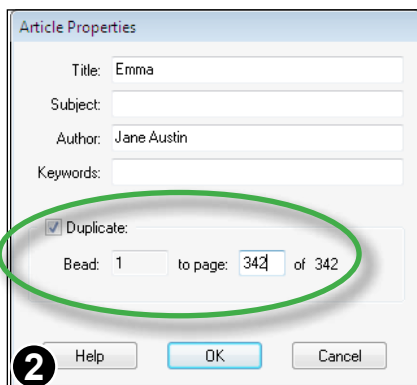 Article Properties
Title: Emma
Subject:
Author: Jane Austin
Keywords:
Duplicate:
Bead: 1 to page: 342 of 342
2 Help OK Cancel